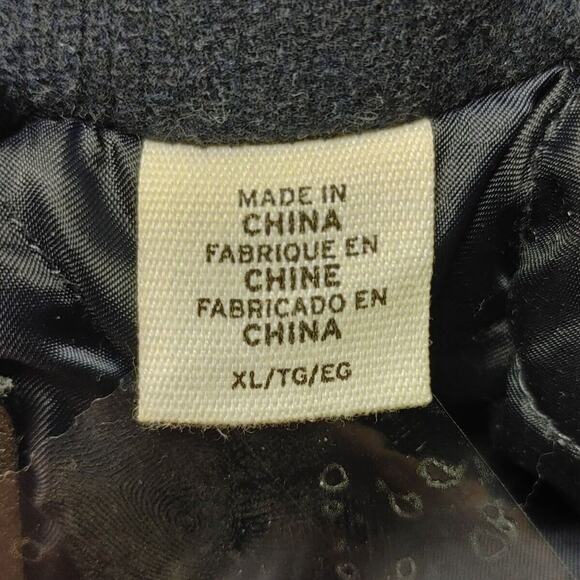 MADE IN
CHINA
FABRIQUE EN
CHINE
FABRICADO EN
CHINA
XL/TG/EG